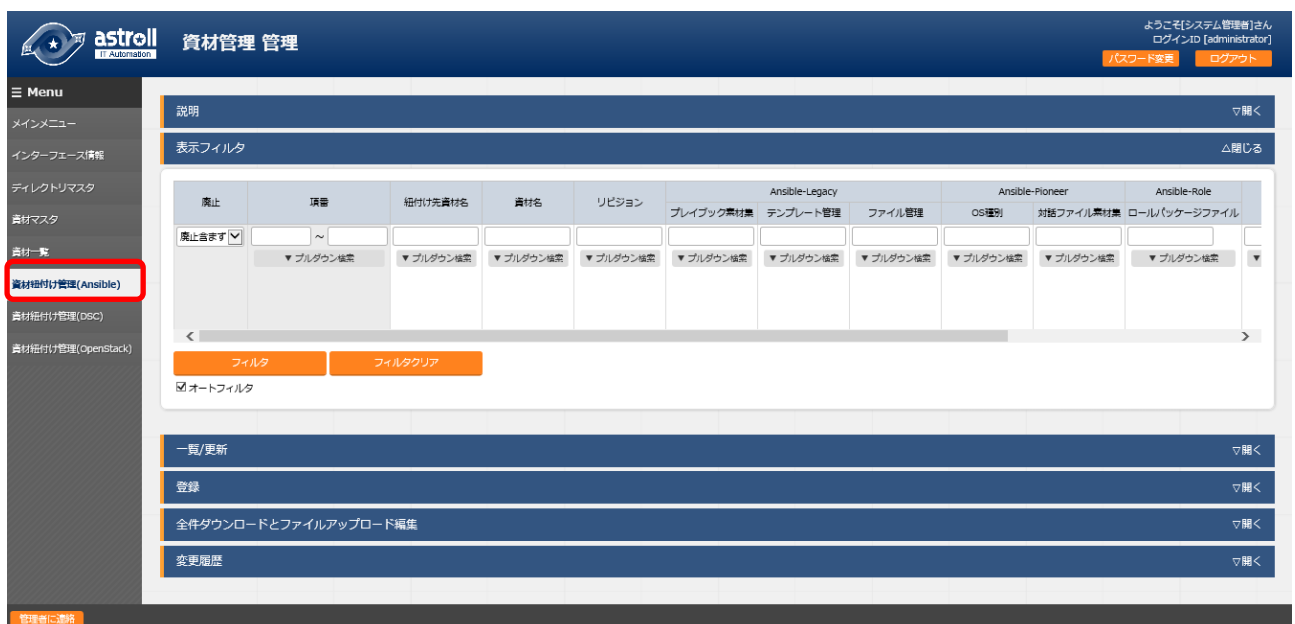 astroll
IT Automation
資材管理 管理
ようこそ[システム管理者]さん
ログインID [administrator]
パスワード変更 ログアウト
☰ Menu
メインメニュー
インターフェース情報
ディレクトリマスタ
資材マスタ
資材一覧
資材紐付け管理(Ansible)
資材紐付け管理(DSC)
資材紐付け管理(OpenStack)
説明 ▽開く
表示フィルタ △閉じる
廃止 項番 紐付け先資材名 資材名 リビジョン Ansible-Legacy Ansible-Pioneer Ansible-Role
プレイブック素材集 テンプレート管理 ファイル管理 OS種別 対話ファイル素材集 ロールパッケージファイル
廃止含まず ～
▼ プルダウン検索 ▼ プルダウン検索 ▼ プルダウン検索 ▼ プルダウン検索 ▼ プルダウン検索 ▼ プルダウン検索 ▼ プルダウン検索 ▼ プルダウン検索 ▼ プルダウン検索 ▼ プルダウン検索 ▼
フィルタ フィルタクリア
☑オートフィルタ
一覧/更新 ▽開く
登録 ▽開く
全件ダウンロードとファイルアップロード編集 ▽開く
変更履歴 ▽開く
管理者に連絡